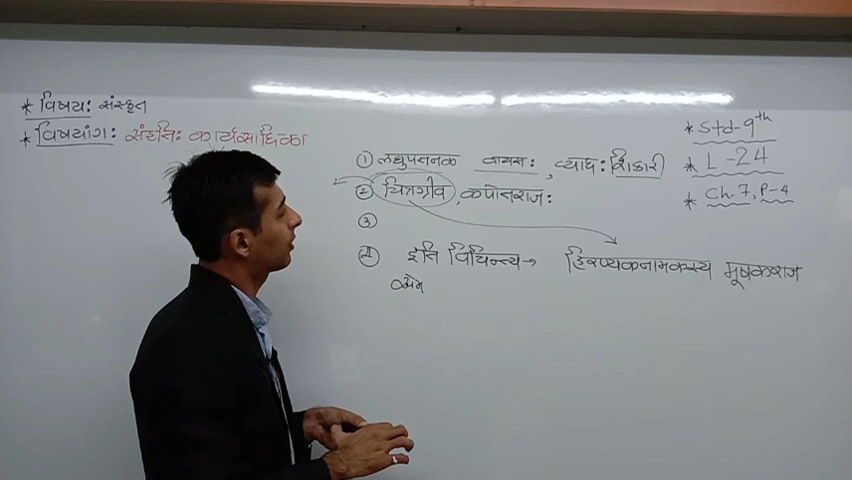 * विषय: संस्कृत
* विषयांग: संहति: कार्यसाधिका
① लघुपतनक वायस: , व्याध: शिकारी
② चित्रग्रीव , कपोतराज:
③
④ इति विचिन्त्य → हिरण्यकनामकस्य मूषकराज
* Std-9th
* L-24
* Ch-7, P-4